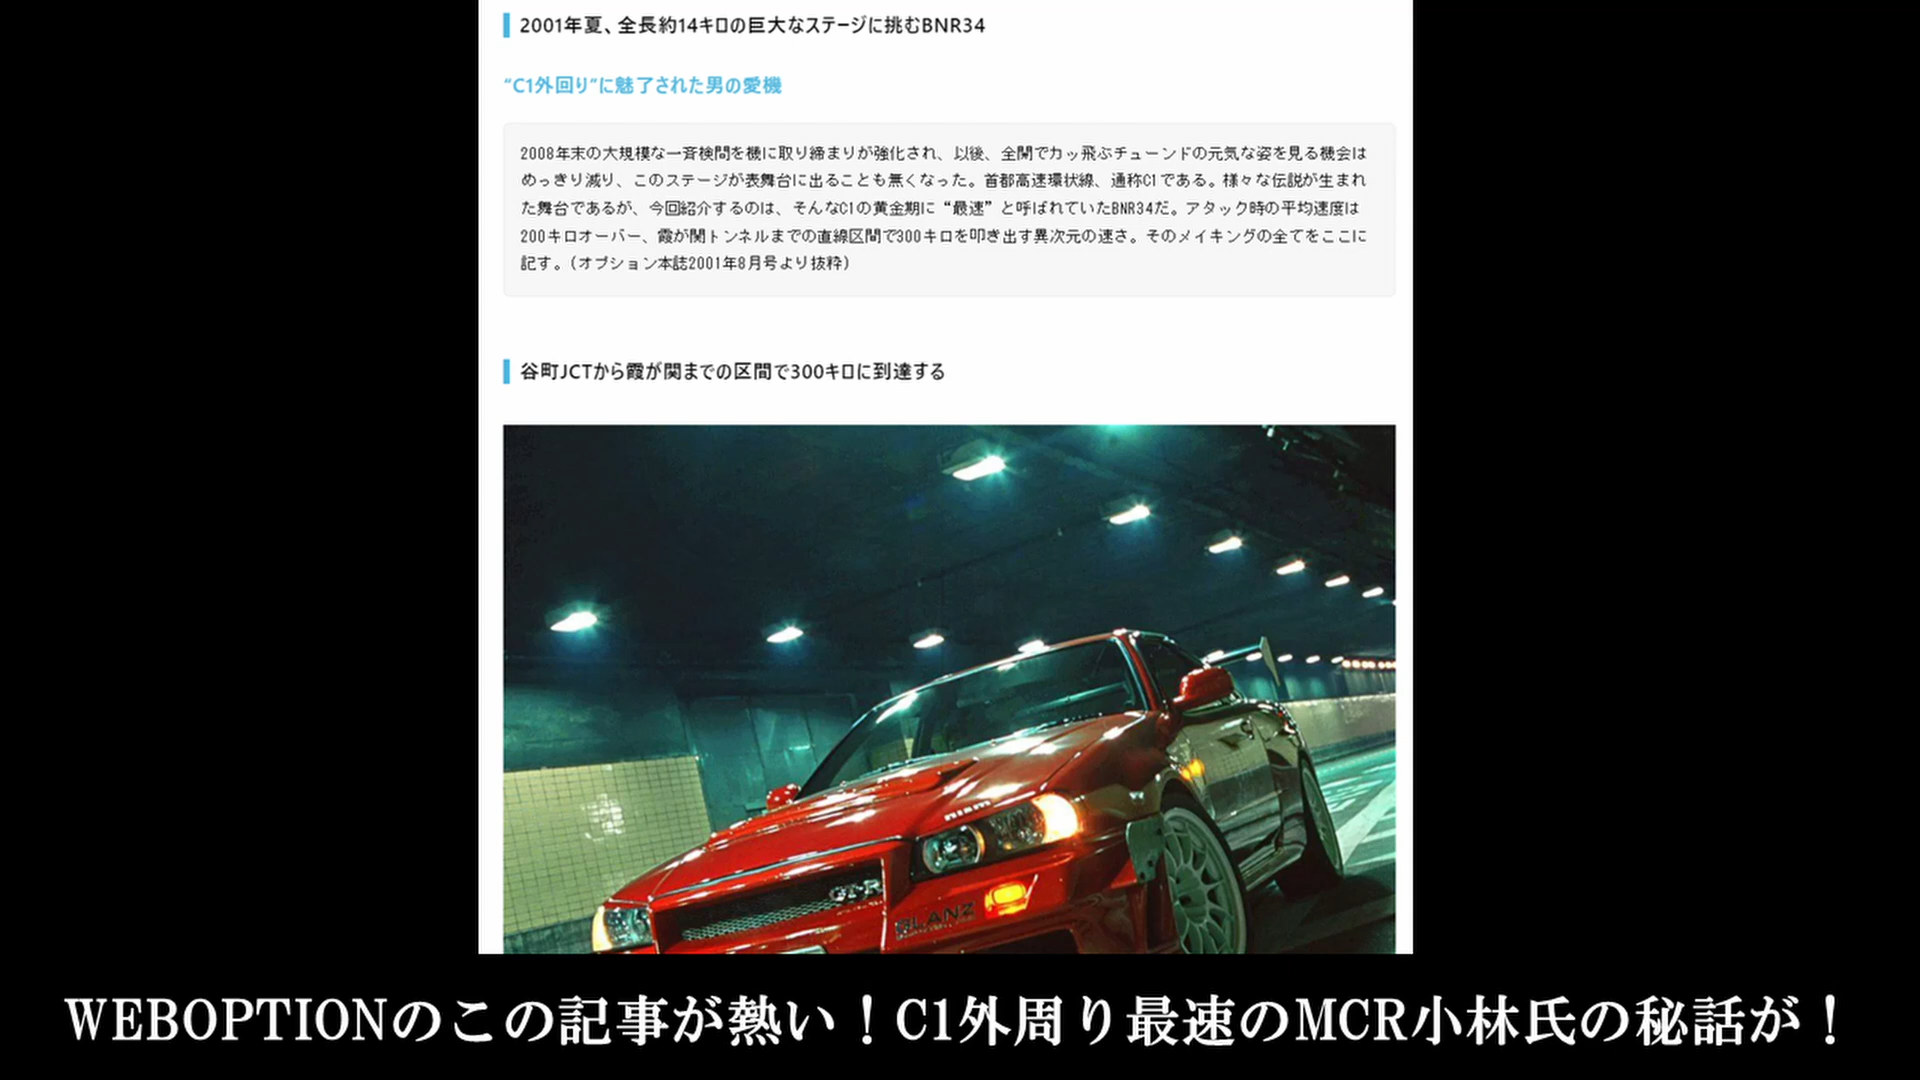 2001年夏、全長約14キロの巨大なステージに挑むBNR34
“C1外回り”に魅了された男の愛機
2008年末の大規模な一斉検問を機に取り締まりが強化され、以後、全開でカッ飛ぶチューンドの元気な姿を見る機会は
めっきり減り、このステージが表舞台に出ることも無くなった。首都高速環状線、通称C1である。様々な伝説が生まれ
た舞台であるが、今回紹介するのは、そんなC1の黄金期に“最速”と呼ばれていたBNR34だ。アタック時の平均速度は
200キロオーバー、霞が関トンネルまでの直線区間で300キロを叩き出す異次元の速さ。そのメイキングの全てをここに
記す。（オプション本誌2001年8月号より抜粋）
谷町JCTから霞が関までの区間で300キロに到達する
nismo
GT-R
BLANZ
WEBOPTIONのこの記事が熱い！C1外周り最速のMCR小林氏の秘話が！